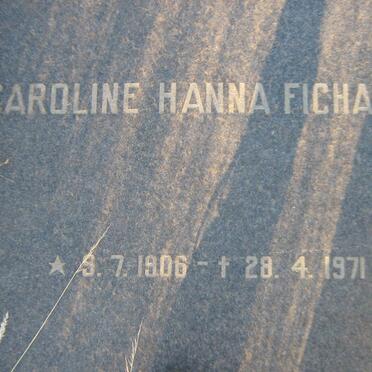 CAROLINE HANNA FICHA
★ 3. 7. 1906 - † 28. 4. 1971